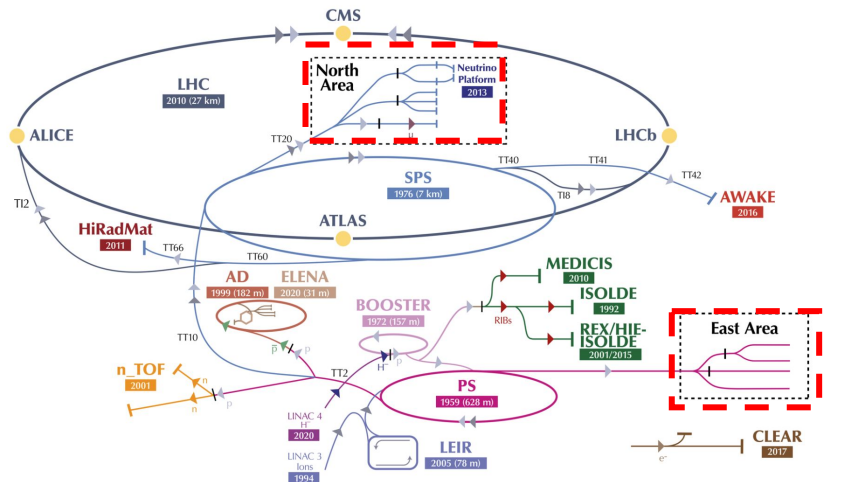 CMS
North
Area
Neutrino
Platform
2013
LHC
2010 (27 km)
μ
ALICE
LHCb
TT20
TT40
TT41
TT42
TI8
SPS
1976 (7 km)
AWAKE
2016
TI2
ATLAS
HiRadMat
2011
TT66
TT60
AD
1999 (182 m)
ELENA
2020 (31 m)
MEDICIS
2010
BOOSTER
1972 (157 m)
ISOLDE
1992
RIBs
REX/HIE-
ISOLDE
2001/2015
East Area
TT10
p̄
p
H⁻
p
TT2
n_TOF
2001
n
n
p
PS
1959 (628 m)
LINAC 4
H⁻
2020
LINAC 3
Ions
1994
LEIR
2005 (78 m)
CLEAR
2017
e⁻